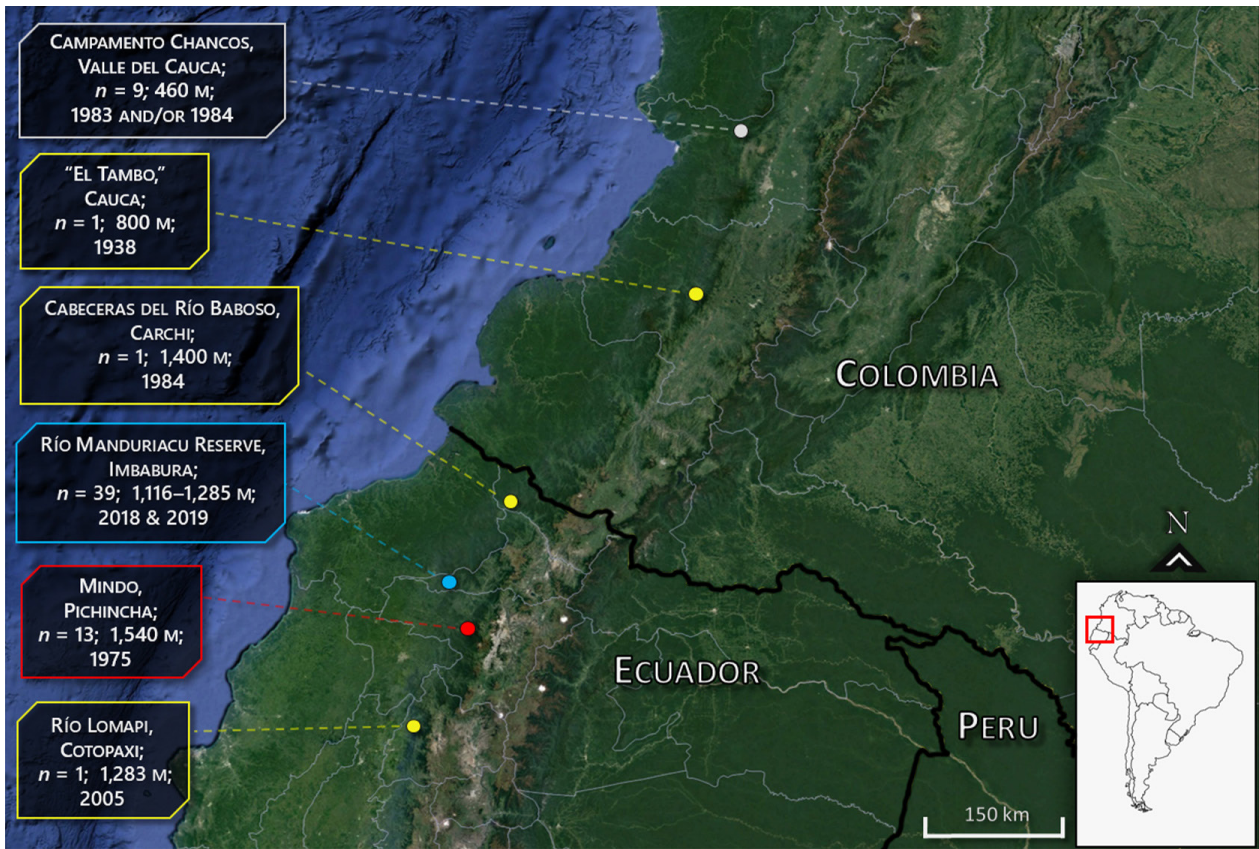 Campamento Chancos,
Valle del Cauca;
n = 9; 460 m;
1983 and/or 1984
“El Tambo,”
Cauca;
n = 1; 800 m;
1938
Cabeceras del Río Baboso,
Carchi;
n = 1; 1,400 m;
1984
Río Manduriacu Reserve,
Imbabura;
n = 39; 1,116–1,285 m;
2018 & 2019
Mindo,
Pichincha;
n = 13; 1,540 m;
1975
Río Lomapi,
Cotopaxi;
n = 1; 1,283 m;
2005
Colombia
Ecuador
Peru
N
150 km